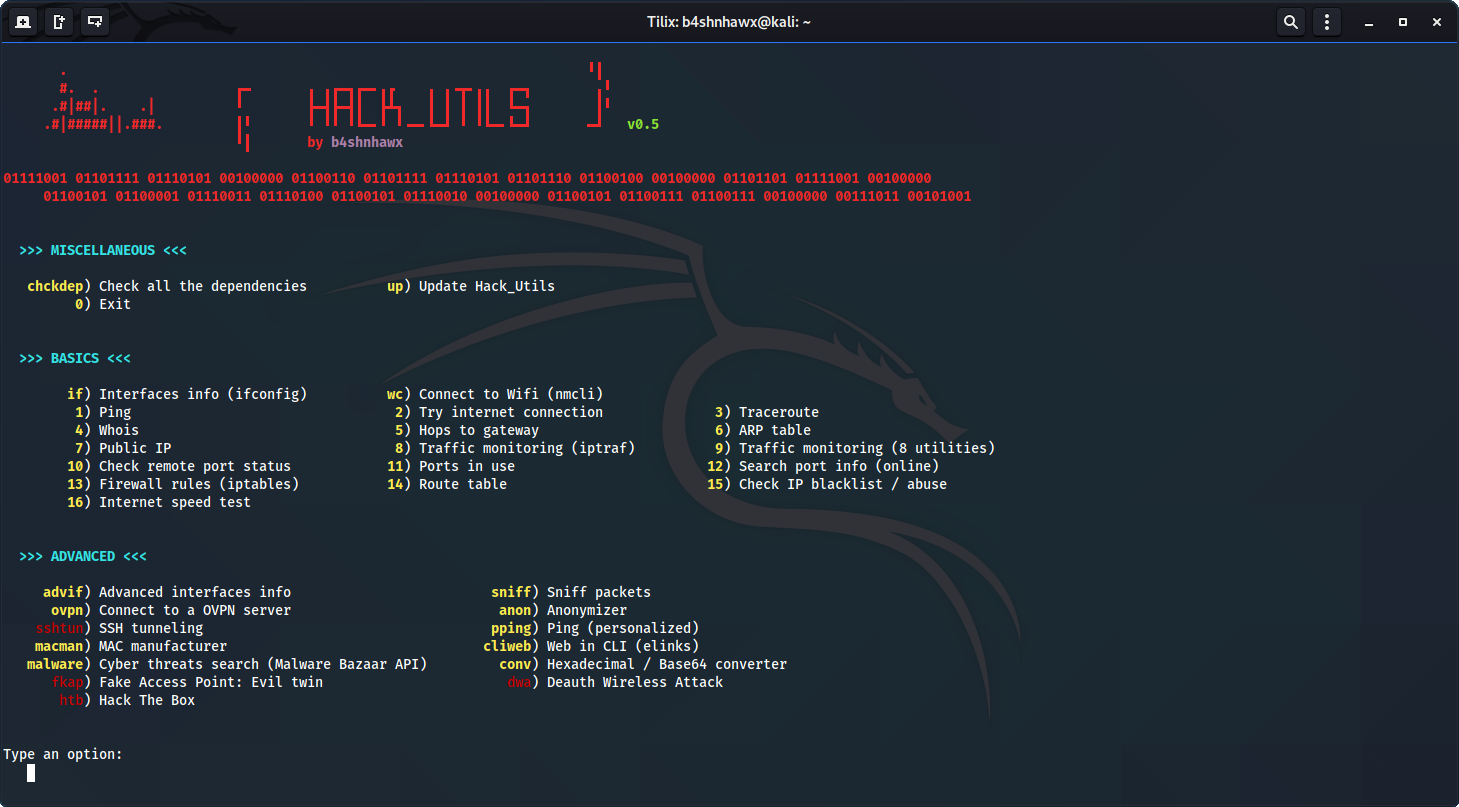 Tilix: b4shnhawx@kali: ~
.
#. .
.#|##|. .|
.#|#####||.###.
HACK_UTILS
v0.5
by b4shnhawx
01111001 01101111 01110101 00100000 01100110 01101111 01110101 01101110 01100100 00100000 01101101 01111001 00100000
01100101 01100001 01110011 01110100 01100101 01110010 00100000 01100101 01100111 01100111 00100000 00111011 00101001
>>> MISCELLANEOUS <<<
chckdep) Check all the dependencies up) Update Hack_Utils
0) Exit
>>> BASICS <<<
if) Interfaces info (ifconfig) wc) Connect to Wifi (nmcli)
1) Ping 2) Try internet connection 3) Traceroute
4) Whois 5) Hops to gateway 6) ARP table
7) Public IP 8) Traffic monitoring (iptraf) 9) Traffic monitoring (8 utilities)
10) Check remote port status 11) Ports in use 12) Search port info (online)
13) Firewall rules (iptables) 14) Route table 15) Check IP blacklist / abuse
16) Internet speed test
>>> ADVANCED <<<
advif) Advanced interfaces info sniff) Sniff packets
ovpn) Connect to a OVPN server anon) Anonymizer
sshtun) SSH tunneling pping) Ping (personalized)
macman) MAC manufacturer cliweb) Web in CLI (elinks)
malware) Cyber threats search (Malware Bazaar API) conv) Hexadecimal / Base64 converter
fkap) Fake Access Point: Evil twin dwa) Deauth Wireless Attack
htb) Hack The Box
Type an option: